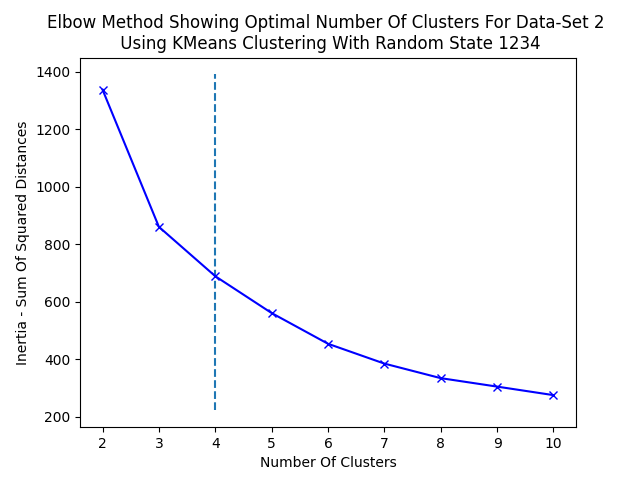 Elbow Method Showing Optimal Number Of Clusters For Data-Set 2
Using KMeans Clustering With Random State 1234
1400
1200
1000
800
600
400
200
Inertia - Sum Of Squared Distances
2 3 4 5 6 7 8 9 10
Number Of Clusters